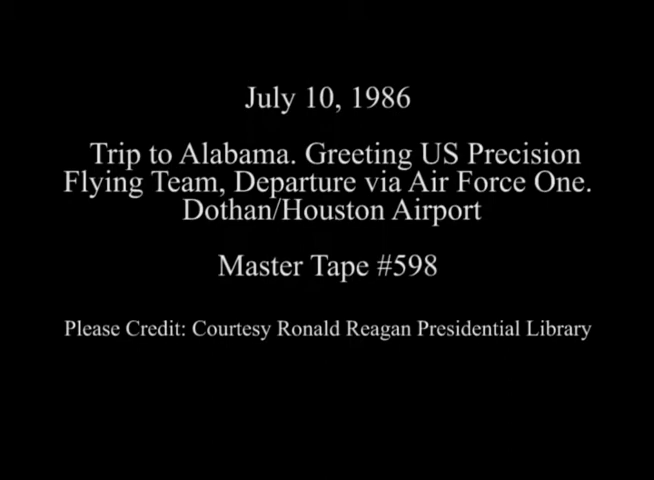 July 10, 1986
Trip to Alabama. Greeting US Precision
Flying Team, Departure via Air Force One.
Dothan/Houston Airport
Master Tape #598
Please Credit: Courtesy Ronald Reagan Presidential Library